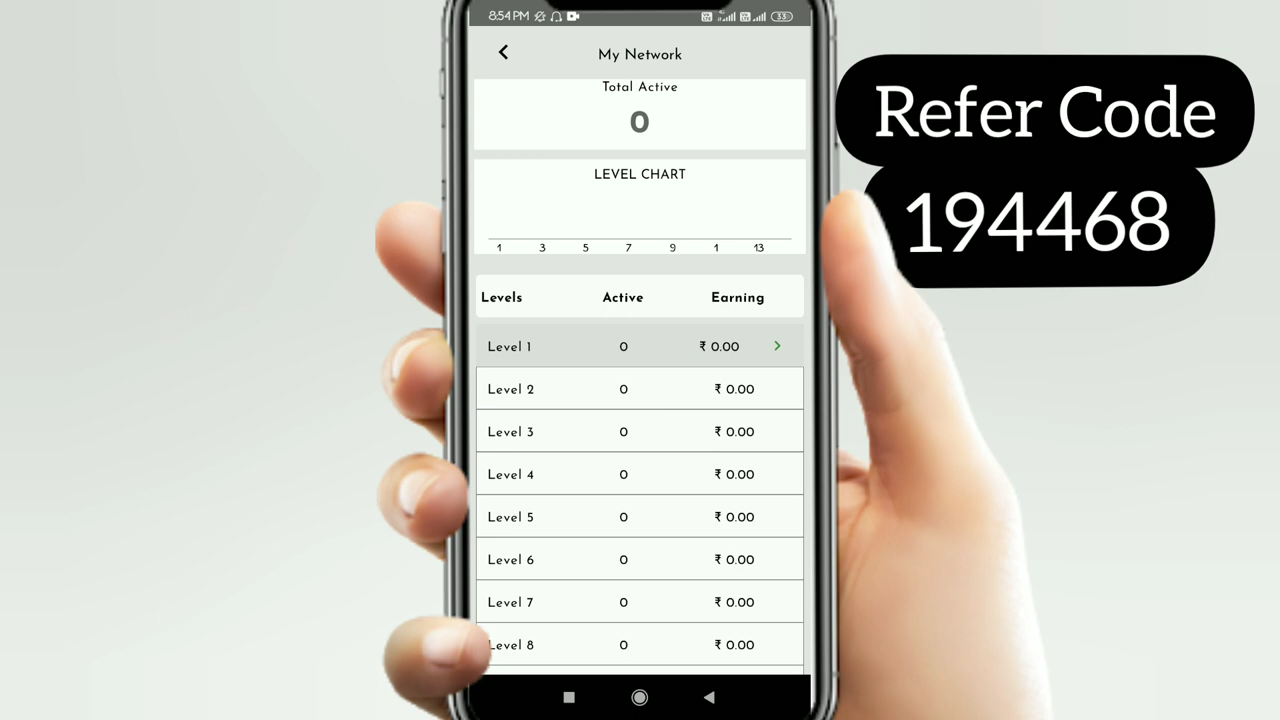 8:54 PM
33
My Network
Total Active
0
LEVEL CHART
1 3 5 7 9 1 13
Levels Active Earning
Level 1 0 ₹ 0.00
Level 2 0 ₹ 0.00
Level 3 0 ₹ 0.00
Level 4 0 ₹ 0.00
Level 5 0 ₹ 0.00
Level 6 0 ₹ 0.00
Level 7 0 ₹ 0.00
Level 8 0 ₹ 0.00
Refer Code
194468